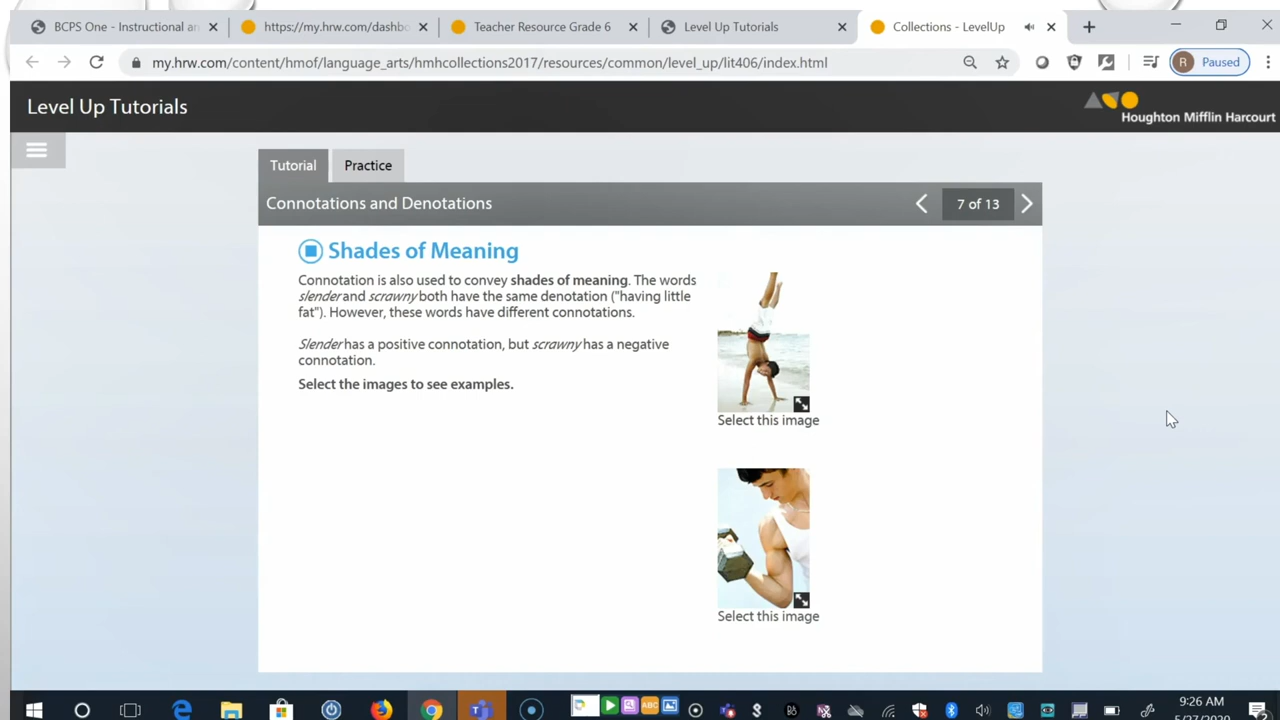 BCPS One - Instructional an
https://my.hrw.com/dashbo
Teacher Resource Grade 6
Level Up Tutorials
Collections - LevelUp
my.hrw.com/content/hmof/language_arts/hmhcollections2017/resources/common/level_up/lit406/index.html
R Paused
Level Up Tutorials
Houghton Mifflin Harcourt
Tutorial
Practice
Connotations and Denotations
7 of 13
Shades of Meaning
Connotation is also used to convey shades of meaning. The words
slender and scrawny both have the same denotation ("having little
fat"). However, these words have different connotations.
Slender has a positive connotation, but scrawny has a negative
connotation.
Select the images to see examples.
Select this image
Select this image
ABC
9:26 AM